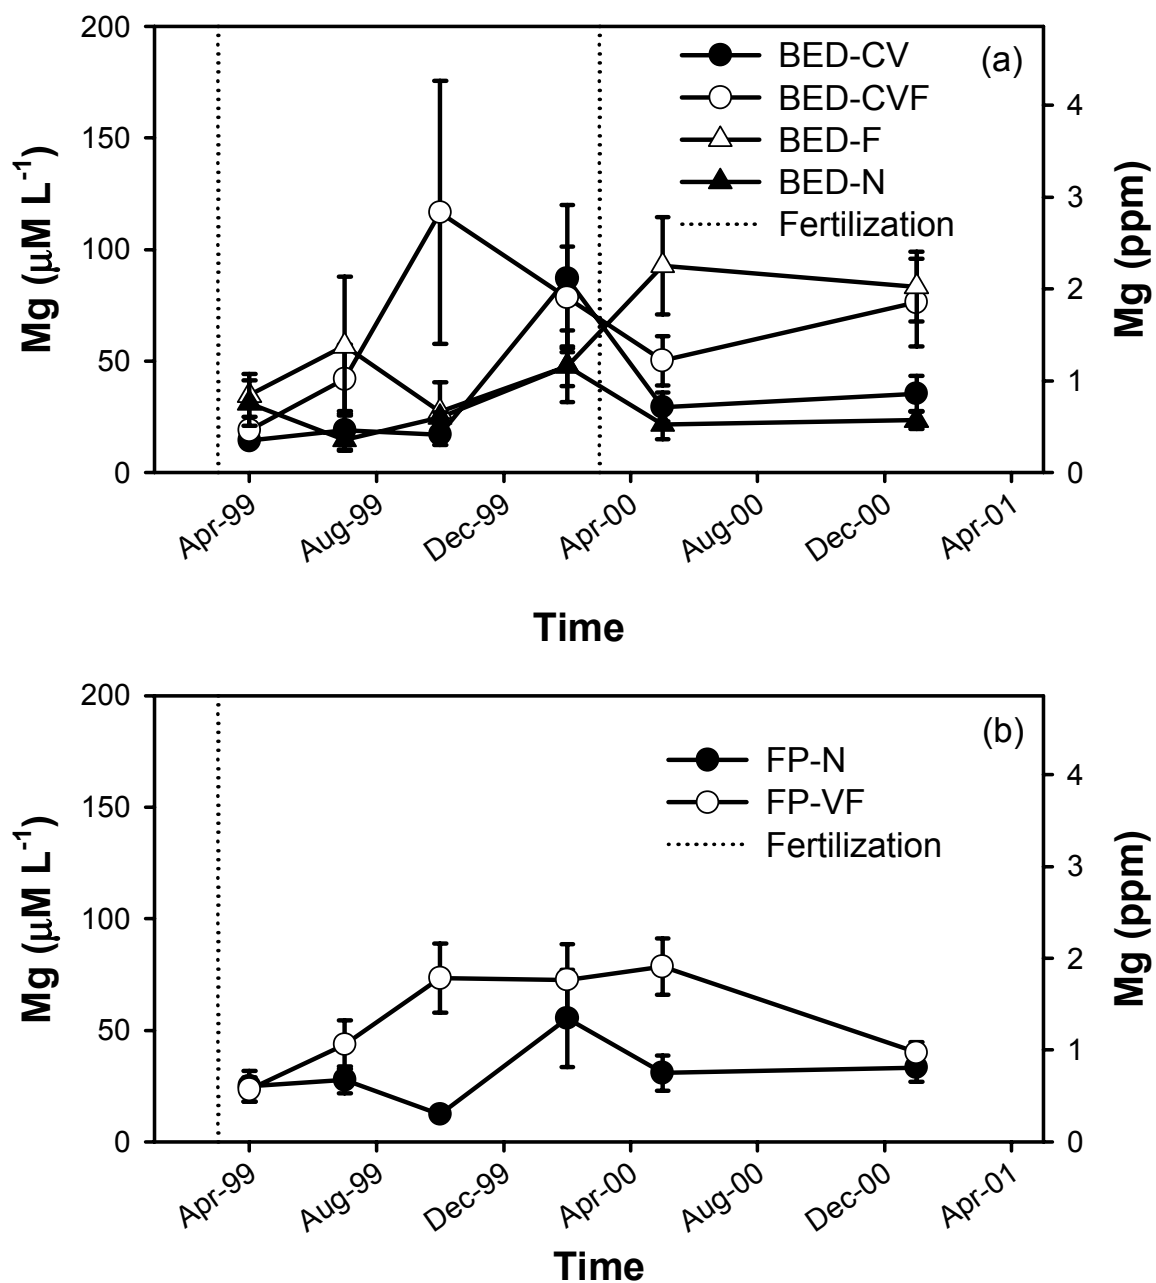 200
150
100
50
0
Mg (μM L-1)
(a)
BED-CV
BED-CVF
BED-F
BED-N
Fertilization
4
3
2
1
0
Mg (ppm)
Apr-99
Aug-99
Dec-99
Apr-00
Aug-00
Dec-00
Apr-01
Time
200
150
100
50
0
Mg (μM L-1)
(b)
FP-N
FP-VF
Fertilization
4
3
2
1
0
Mg (ppm)
Apr-99
Aug-99
Dec-99
Apr-00
Aug-00
Dec-00
Apr-01
Time